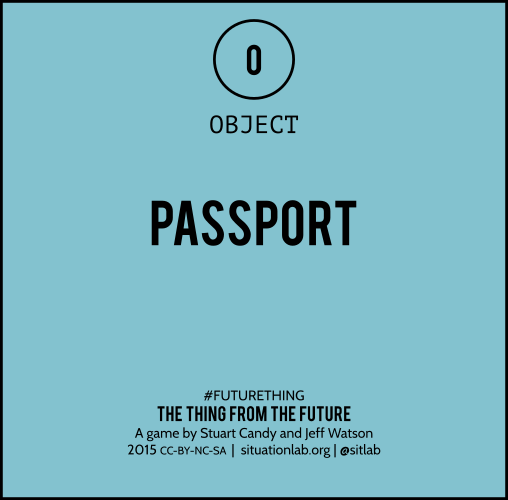 O
OBJECT
PASSPORT
#FUTURETHING
THE THING FROM THE FUTURE
A game by Stuart Candy and Jeff Watson
2015 CC-BY-NC-SA | situationlab.org | @sitlab